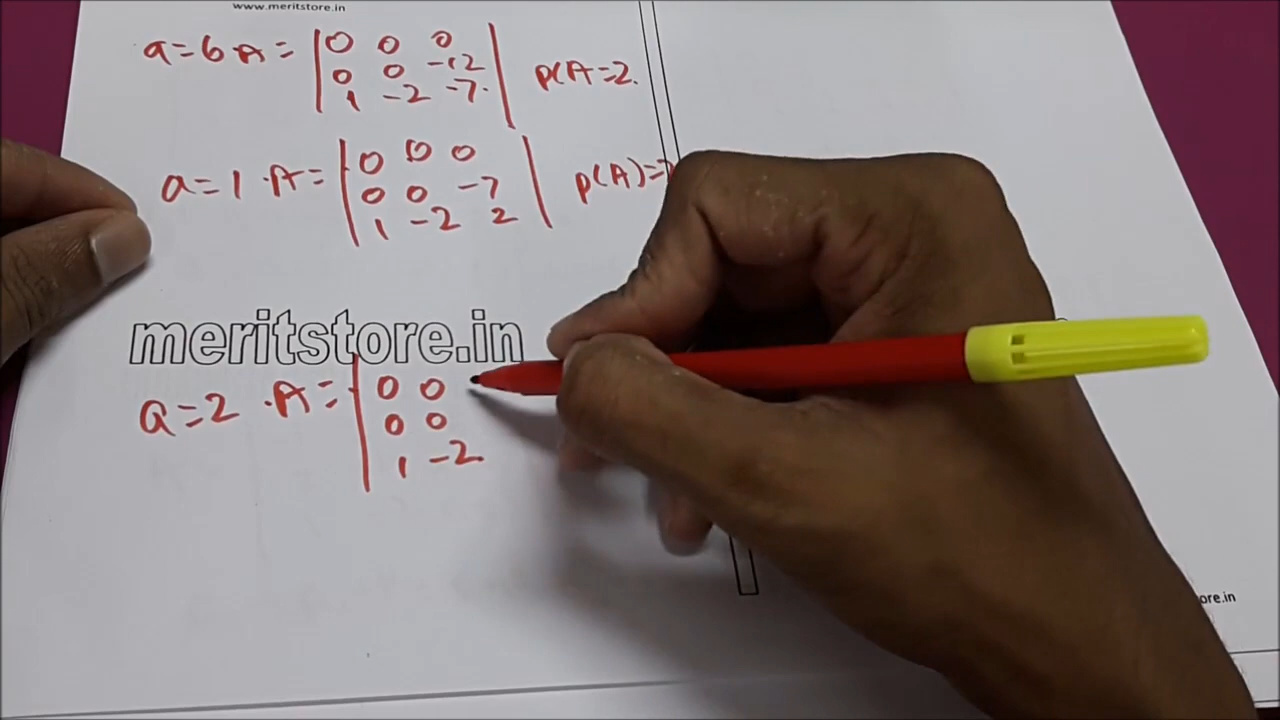 www.meritstore.in
a=6 A= | 0 0 0 | ρ(A=2.
0 0 -12
1 -2 -7.
a=1 .A= | 0 0 0 | ρ(A)=
0 0 -7
1 -2 2
meritstore.in
a=2 .A= | 0 0
0 0
1 -2
ore.in